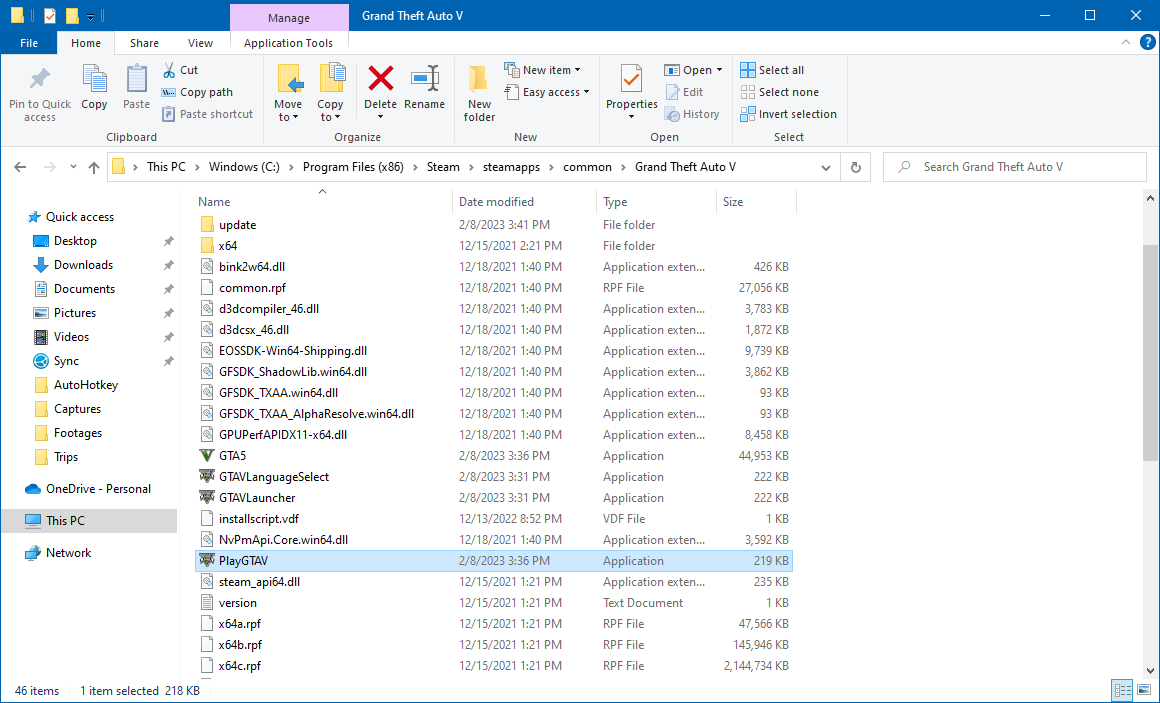 Manage
Grand Theft Auto V
File
Home
Share
View
Application Tools
Pin to Quick access
Copy
Paste
Cut
Copy path
Paste shortcut
Clipboard
Move to
Copy to
Delete
Rename
Organize
New folder
New item
Easy access
New
Properties
Open
Edit
History
Open
Select all
Select none
Invert selection
Select
This PC > Windows (C:) > Program Files (x86) > Steam > steamapps > common > Grand Theft Auto V
Search Grand Theft Auto V
Quick access
Desktop
Downloads
Documents
Pictures
Videos
Sync
AutoHotkey
Captures
Footages
Trips
OneDrive - Personal
This PC
Network
Name Date modified Type Size
update 2/8/2023 3:41 PM File folder
x64 12/15/2021 2:21 PM File folder
bink2w64.dll 12/18/2021 1:40 PM Application exten... 426 KB
common.rpf 12/18/2021 1:40 PM RPF File 27,056 KB
d3dcompiler_46.dll 12/18/2021 1:40 PM Application exten... 3,783 KB
d3dcsx_46.dll 12/18/2021 1:40 PM Application exten... 1,872 KB
EOSSDK-Win64-Shipping.dll 12/18/2021 1:40 PM Application exten... 9,739 KB
GFSDK_ShadowLib.win64.dll 12/18/2021 1:40 PM Application exten... 3,862 KB
GFSDK_TXAA.win64.dll 12/18/2021 1:40 PM Application exten... 93 KB
GFSDK_TXAA_AlphaResolve.win64.dll 12/18/2021 1:40 PM Application exten... 93 KB
GPUPerfAPIDX11-x64.dll 12/18/2021 1:40 PM Application exten... 8,458 KB
GTA5 2/8/2023 3:36 PM Application 44,953 KB
GTAVLanguageSelect 2/8/2023 3:31 PM Application 222 KB
GTAVLauncher 2/8/2023 3:31 PM Application 222 KB
installscript.vdf 12/13/2022 8:52 PM VDF File 1 KB
NvPmApi.Core.win64.dll 12/18/2021 1:40 PM Application exten... 3,592 KB
PlayGTAV 2/8/2023 3:36 PM Application 219 KB
steam_api64.dll 12/15/2021 1:21 PM Application exten... 235 KB
version 12/15/2021 1:21 PM Text Document 1 KB
x64a.rpf 12/15/2021 1:21 PM RPF File 47,566 KB
x64b.rpf 12/15/2021 1:21 PM RPF File 145,946 KB
x64c.rpf 12/15/2021 1:21 PM RPF File 2,144,734 KB
46 items 1 item selected 218 KB